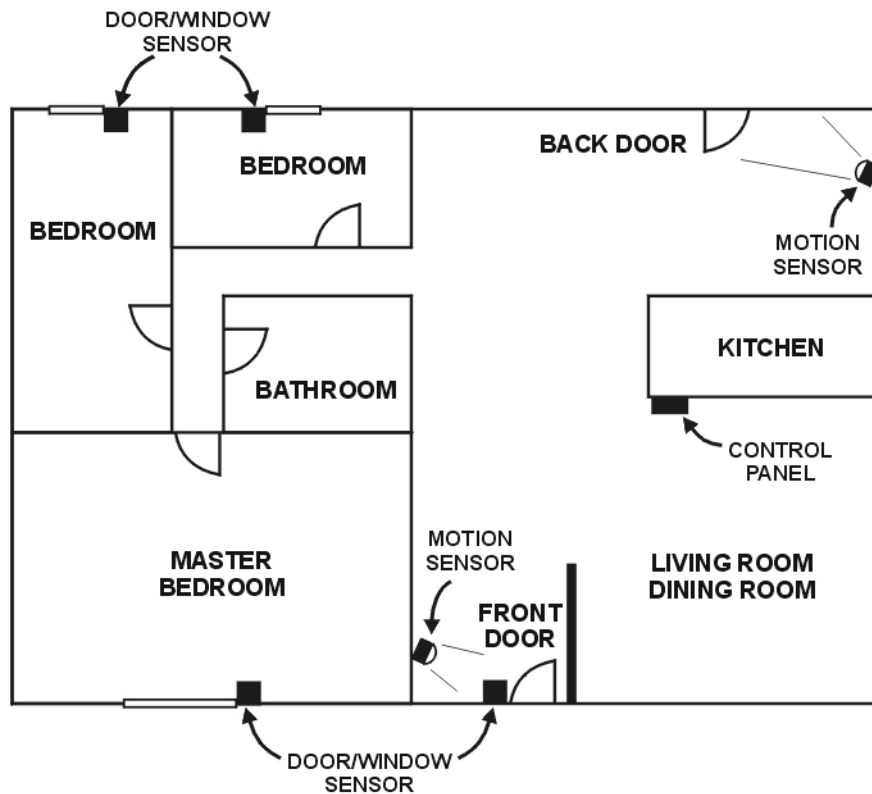 DOOR/WINDOW
SENSOR
BACK DOOR
BEDROOM
BEDROOM
MOTION
SENSOR
KITCHEN
BATHROOM
CONTROL
PANEL
MOTION
SENSOR
MASTER
BEDROOM
LIVING ROOM
DINING ROOM
FRONT
DOOR
DOOR/WINDOW
SENSOR